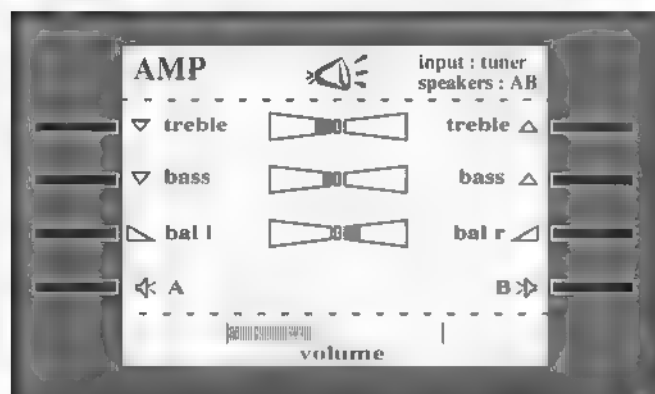 AMP
input : tuner
speakers : AB
treble treble
bass bass
bal l bal r
A B
volume